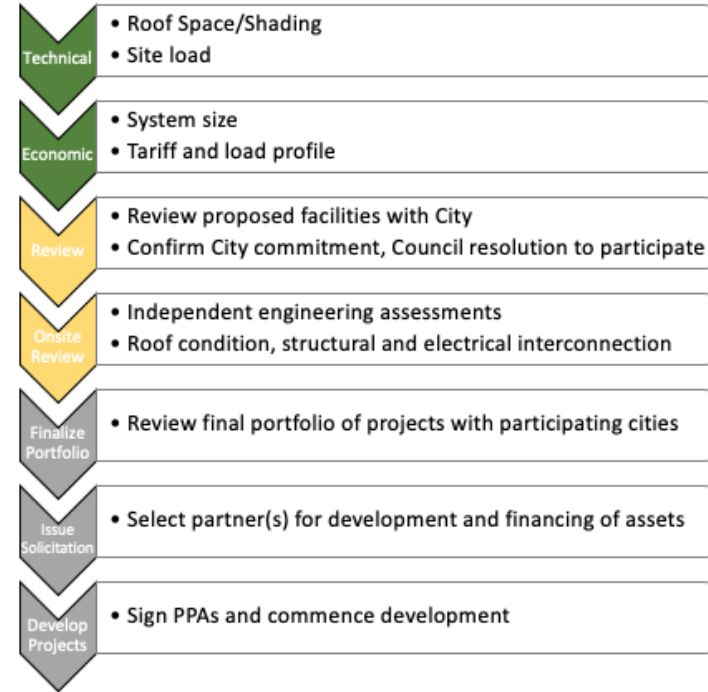 Technical
• Roof Space/Shading
• Site load
Economic
• System size
• Tariff and load profile
Review
• Review proposed facilities with City
• Confirm City commitment, Council resolution to participate
Onsite
Review
• Independent engineering assessments
• Roof condition, structural and electrical interconnection
Finalize
Portfolio
• Review final portfolio of projects with participating cities
Issue
Solicitation
• Select partner(s) for development and financing of assets
Develop
Projects
• Sign PPAs and commence development